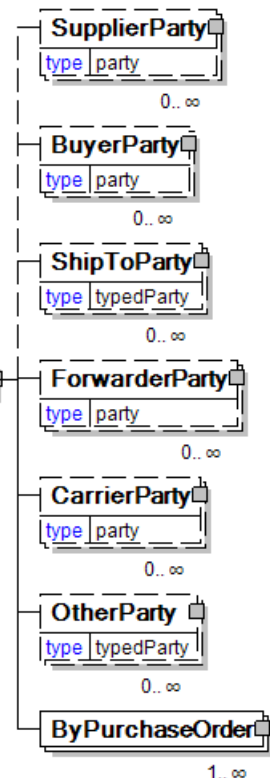 SupplierParty
type party
0.. ∞
BuyerParty
type party
0.. ∞
ShipToParty
type typedParty
0.. ∞
ForwarderParty
type party
0.. ∞
CarrierParty
type party
0.. ∞
OtherParty
type typedParty
0.. ∞
ByPurchaseOrder
1.. ∞